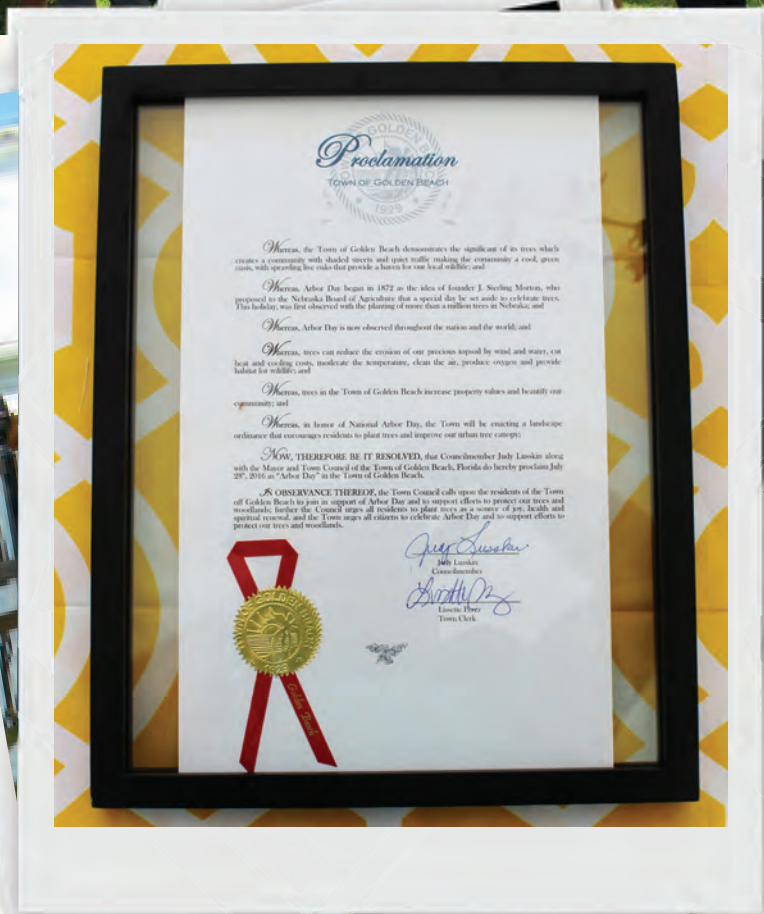 Proclamation
TOWN OF GOLDEN BEACH
1929
Whereas, the Town of Golden Beach demonstrates the significant of its trees which
creates a community with shaded streets and quiet traffic making the community a cool, green
oasis, with sprawling live oaks that provide a haven for our local wildlife; and
Whereas, Arbor Day began in 1872 as the idea of founder J. Sterling Morton, who
proposed to the Nebraska Board of Agriculture that a special day be set aside to celebrate trees.
This holiday, was first observed with the planting of more than a million trees in Nebraska; and
Whereas, Arbor Day is now observed throughout the nation and the world; and
Whereas, trees can reduce the erosion of our precious topsoil by wind and water, cut
heat and cooling costs, moderate the temperature, clean the air, produce oxygen and provide
habitat for wildlife; and
Whereas, trees in the Town of Golden Beach increase property values and beautify our
community; and
Whereas, in honor of National Arbor Day, the Town will be enacting a landscape
ordinance that encourages residents to plant trees and improve our urban tree canopy;
NOW, THEREFORE BE IT RESOLVED, that Councilmember Judy Lusskin along
with the Mayor and Town Council of the Town of Golden Beach, Florida do hereby proclaim July
28", 2016 as "Arbor Day" in the Town of Golden Beach.
IN OBSERVANCE THEREOF, the Town Council calls upon the residents of the Town
off Golden Beach to join in support of Arbor Day and to support efforts to protect our trees and
woodlands; further the Council urges all residents to plant trees as a source of joy, health and
spiritual renewal, and the Town urges all citizens to celebrate Arbor Day and to support efforts to
protect our trees and woodlands.
Judy Lusskin
Judy Lusskin
Councilmember
Lissette Perez
Town Clerk
GOLDEN BEACH
1929
Golden Beach